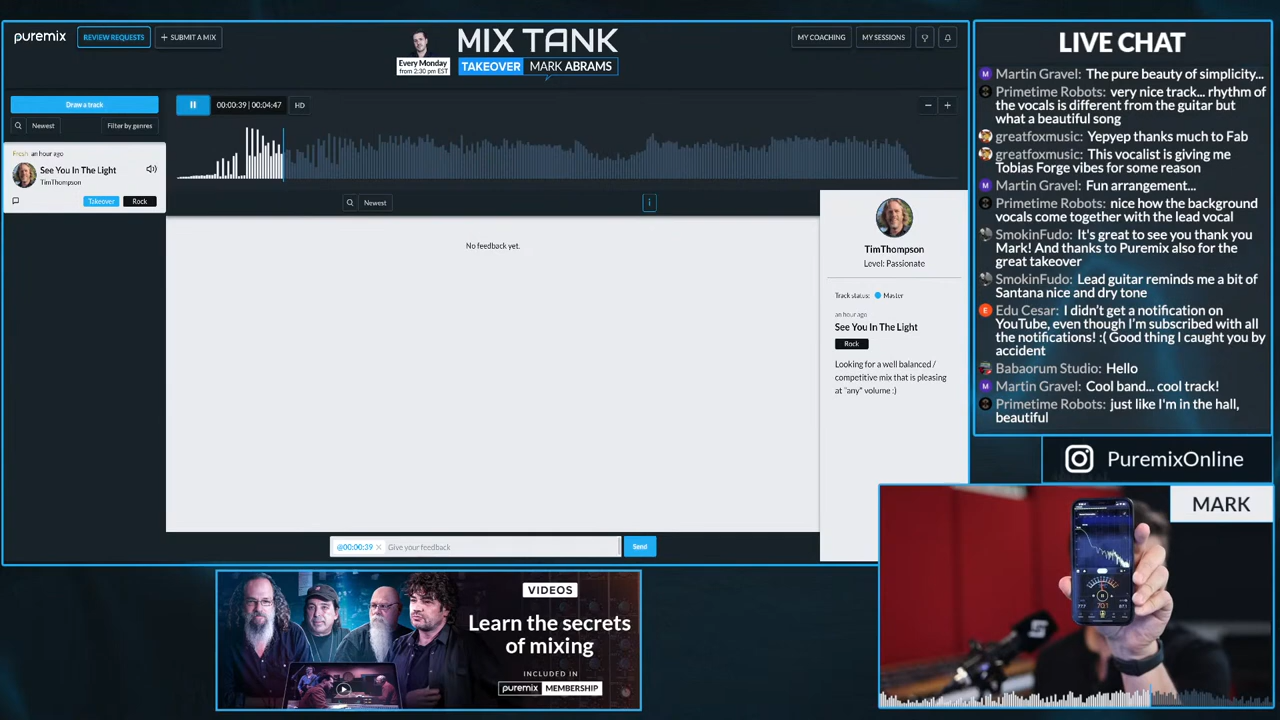 puremix
REVIEW REQUESTS
+ SUBMIT A MIX
Every Monday
from 2:30 pm EST
MIX TANK
TAKEOVER MARK ABRAMS
MY COACHING
MY SESSIONS
Draw a track
Newest
Filter by genres
Fresh an hour ago
See You In The Light
TimThompson
Takeover
Rock
00:00:39 | 00:04:47
HD
Newest
i
No feedback yet.
@00:00:39 × Give your feedback
Send
TimThompson
Level: Passionate
Track status: Master
an hour ago
See You In The Light
Rock
Looking for a well balanced /
competitive mix that is pleasing
at "any" volume :)
LIVE CHAT
M Martin Gravel: The pure beauty of simplicity...
Primetime Robots: very nice track... rhythm of
the vocals is different from the guitar but
what a beautiful song
greatfoxmusic: Yepyep thanks much to Fab
greatfoxmusic: This vocalist is giving me
Tobias Forge vibes for some reason
M Martin Gravel: Fun arrangement...
Primetime Robots: nice how the background
vocals come together with the lead vocal
SmokinFudo: It's great to see you thank you
Mark! And thanks to Puremix also for the
great takeover
SmokinFudo: Lead guitar reminds me a bit of
Santana nice and dry tone
E Edu Cesar: I didn't get a notification on
YouTube, even though I'm subscribed with all
the notifications! :( Good thing I caught you by
accident
Babaorum Studio: Hello
M Martin Gravel: Cool band... cool track!
Primetime Robots: just like I'm in the hall,
beautiful
PuremixOnline
MARK
70.1
VIDEOS
Learn the secrets
of mixing
INCLUDED IN
puremix MEMBERSHIP